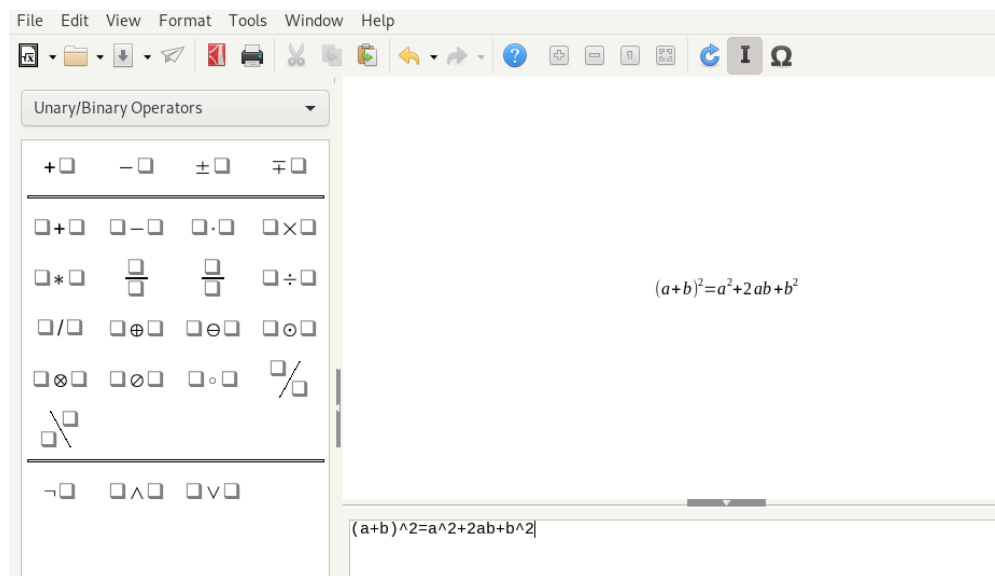 File Edit View Format Tools Window Help
Unary/Binary Operators
+□ −□ ±□ ∓□
□+□ □−□ □·□ □×□
□∗□ □/□ □/□ □÷□
□/□ □⊕□ □⊖□ □⊙□
□⊗□ □⊘□ □∘□ □╱□
□╲□
¬□ □∧□ □∨□
(a+b)²=a²+2ab+b²
(a+b)^2=a^2+2ab+b^2